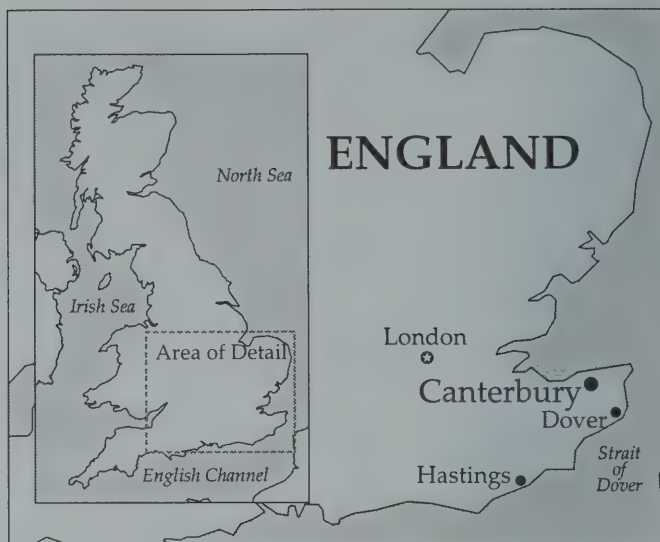 North Sea
ENGLAND
Irish Sea
London
Area of Detail
Canterbury
Dover
Strait
of
Dover
Hastings
English Channel